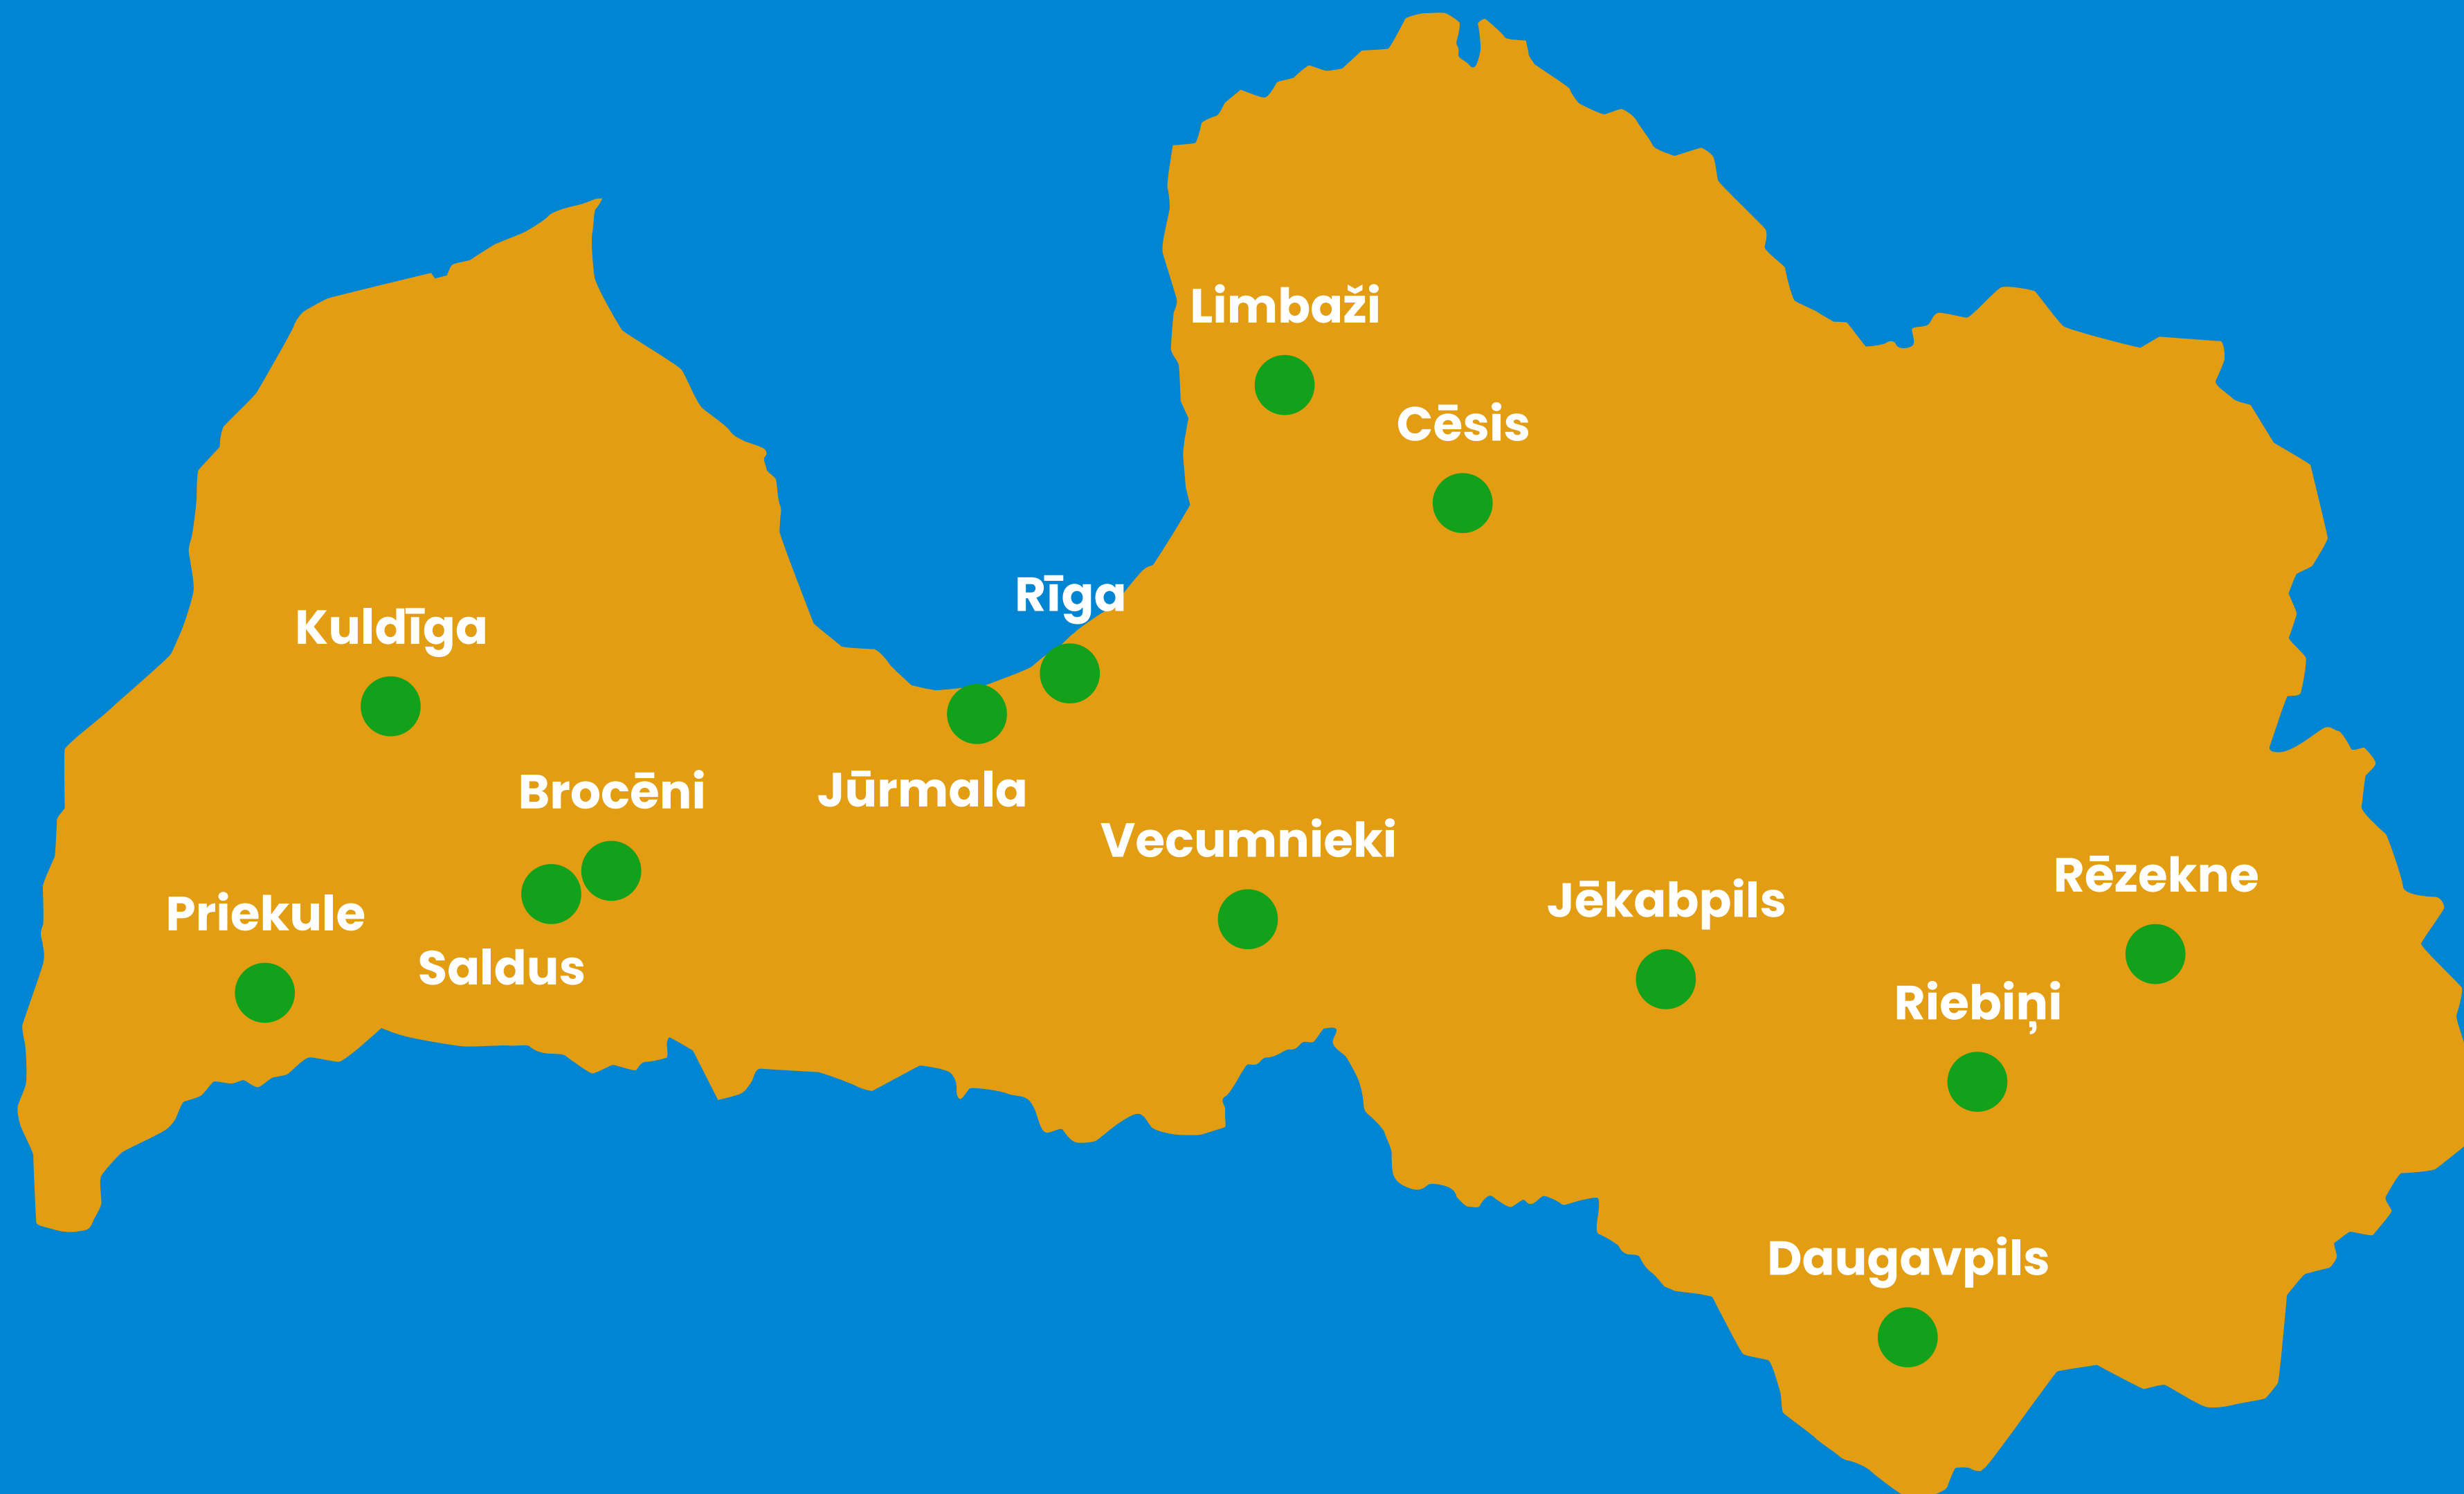 Limbaži
Cēsis
Rīga
Kuldīga
Brocēni
Jūrmala
Vecumnieki
Rēzekne
Jēkabpils
Priekule
Saldus
Riebiņi
Daugavpils